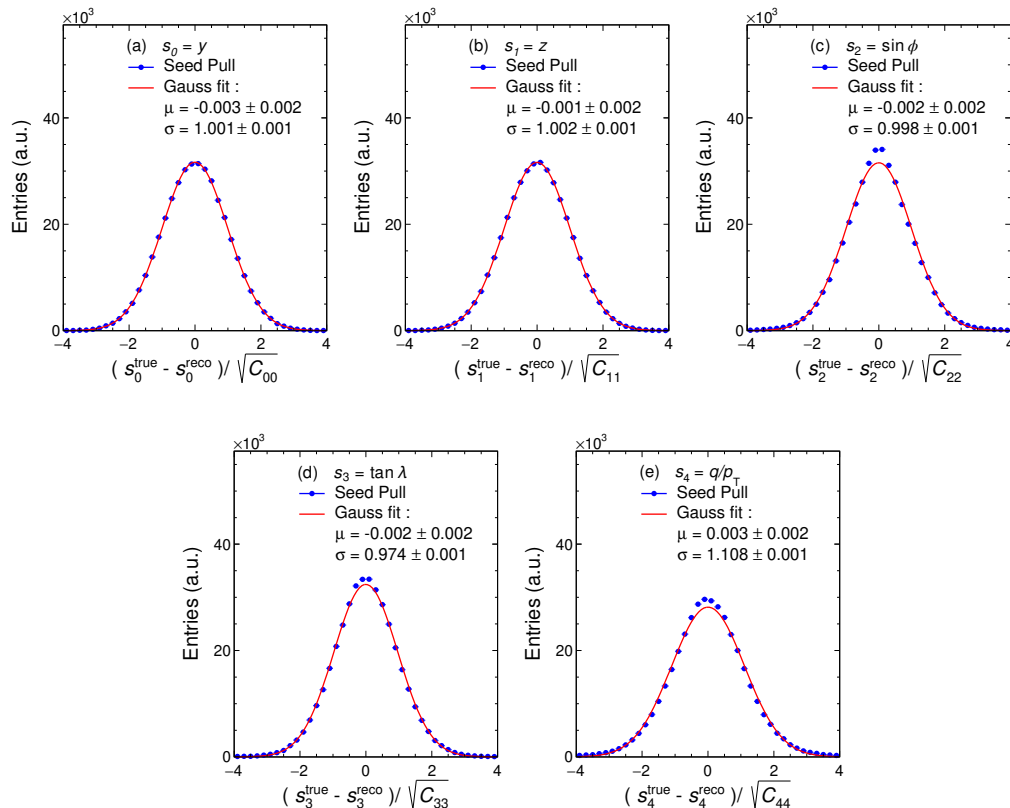 ×10³
(a) s₀ = y
Seed Pull
Gauss fit :
μ = -0.003 ± 0.002
σ = 1.001 ± 0.001
Entries (a.u.)
0
20
40
60
−4 −2 0 2 4
( s₀^true - s₀^reco ) / √C₀₀
×10³
(b) s₁ = z
Seed Pull
Gauss fit :
μ = -0.001 ± 0.002
σ = 1.002 ± 0.001
Entries (a.u.)
0
20
40
60
−4 −2 0 2 4
( s₁^true - s₁^reco ) / √C₁₁
×10³
(c) s₂ = sin ϕ
Seed Pull
Gauss fit :
μ = -0.002 ± 0.002
σ = 0.998 ± 0.001
Entries (a.u.)
0
20
40
60
−4 −2 0 2 4
( s₂^true - s₂^reco ) / √C₂₂
×10³
(d) s₃ = tan λ
Seed Pull
Gauss fit :
μ = -0.002 ± 0.002
σ = 0.974 ± 0.001
Entries (a.u.)
0
20
40
60
−4 −2 0 2 4
( s₃^true - s₃^reco ) / √C₃₃
×10³
(e) s₄ = q/p_T
Seed Pull
Gauss fit :
μ = 0.003 ± 0.002
σ = 1.108 ± 0.001
Entries (a.u.)
0
20
40
60
−4 −2 0 2 4
( s₄^true - s₄^reco ) / √C₄₄